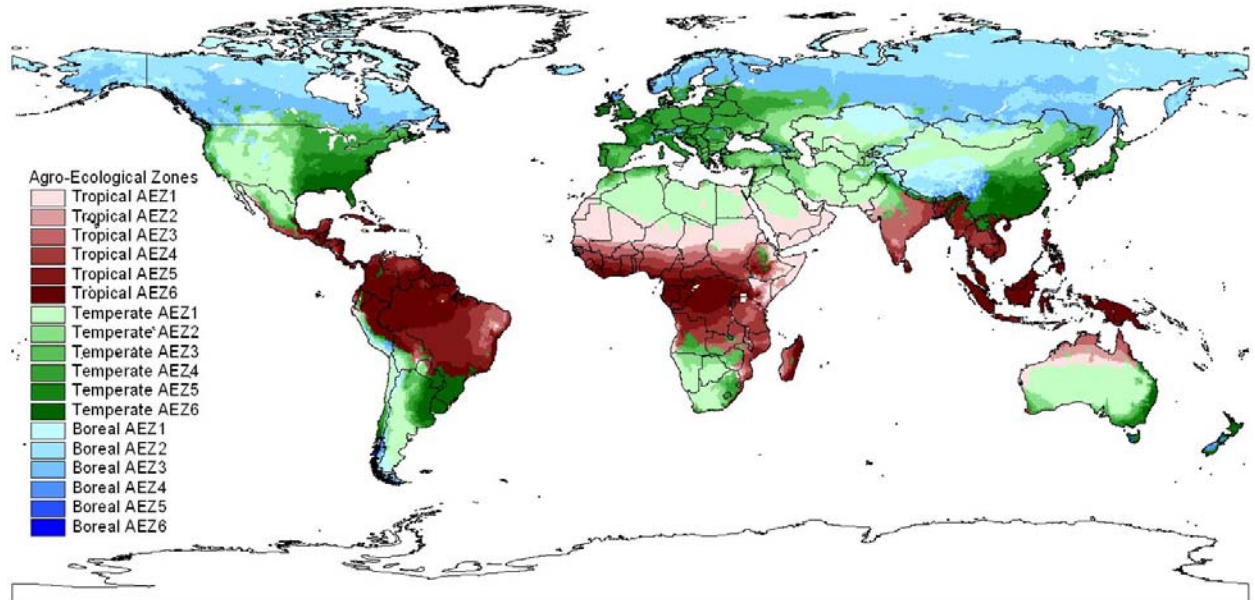 Agro-Ecological Zones
Tropical AEZ1
Tropical AEZ2
Tropical AEZ3
Tropical AEZ4
Tropical AEZ5
Tropical AEZ6
Temperate AEZ1
Temperate AEZ2
Temperate AEZ3
Temperate AEZ4
Temperate AEZ5
Temperate AEZ6
Boreal AEZ1
Boreal AEZ2
Boreal AEZ3
Boreal AEZ4
Boreal AEZ5
Boreal AEZ6